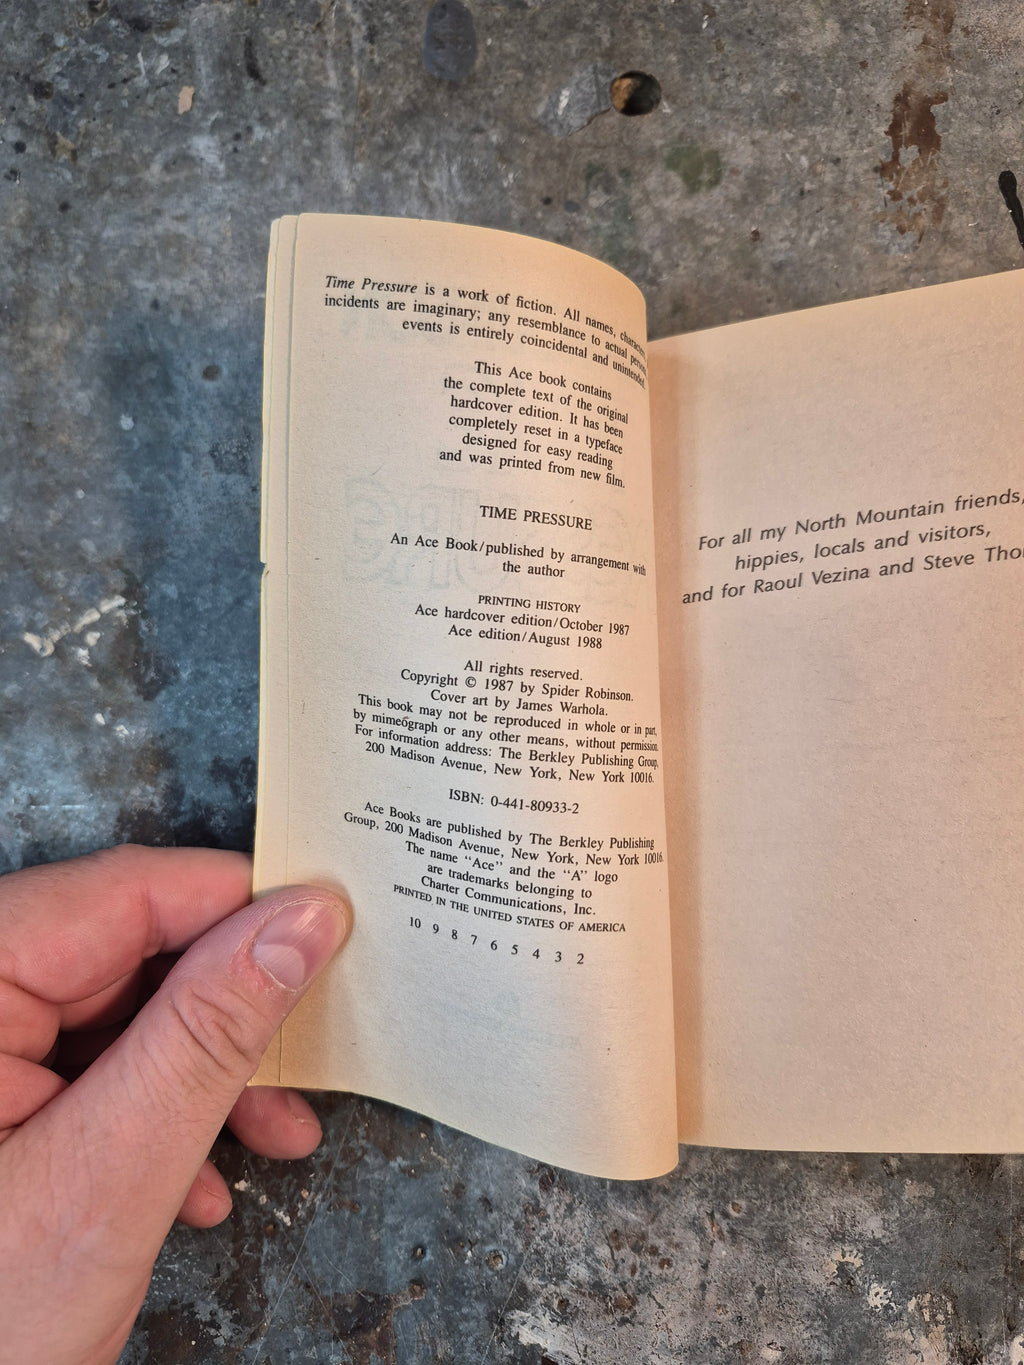 Time Pressure is a work of fiction. All names, characters,
incidents are imaginary; any resemblance to actual persons
events is entirely coincidental and unintended.
This Ace book contains
the complete text of the original
hardcover edition. It has been
completely reset in a typeface
designed for easy reading
and was printed from new film.
TIME PRESSURE
An Ace Book/published by arrangement with
the author
PRINTING HISTORY
Ace hardcover edition/October 1987
Ace edition/August 1988
All rights reserved.
Copyright © 1987 by Spider Robinson.
Cover art by James Warhola.
This book may not be reproduced in whole or in part,
by mimeograph or any other means, without permission.
For information address: The Berkley Publishing Group,
200 Madison Avenue, New York, New York 10016.
ISBN: 0-441-80933-2
Ace Books are published by The Berkley Publishing
Group, 200 Madison Avenue, New York, New York 10016.
The name "Ace" and the "A" logo
are trademarks belonging to
Charter Communications, Inc.
PRINTED IN THE UNITED STATES OF AMERICA
10 9 8 7 6 5 4 3 2
For all my North Mountain friends,
hippies, locals and visitors,
and for Raoul Vezina and Steve